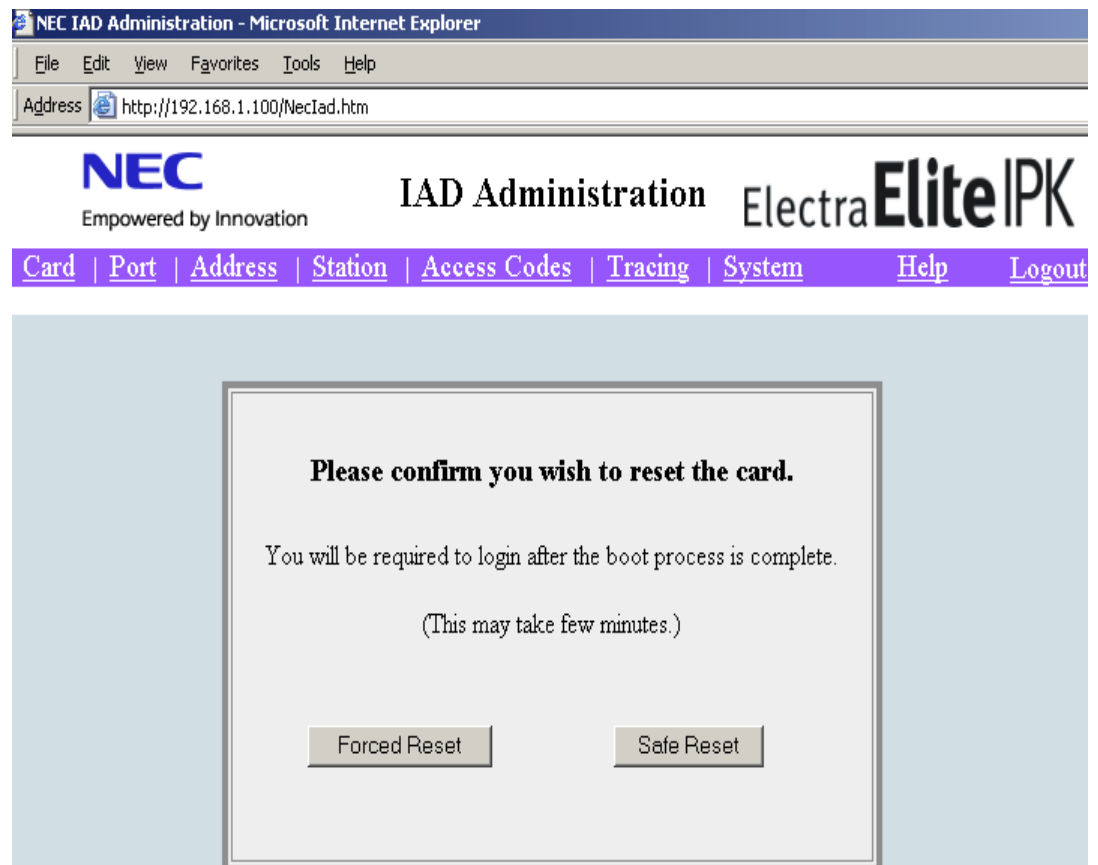 NEC IAD Administration - Microsoft Internet Explorer
File Edit View Favorites Tools Help
Address http://192.168.1.100/NecIad.htm
NEC
Empowered by Innovation
IAD Administration
Electra Elite IPK
Card | Port | Address | Station | Access Codes | Tracing | System Help Logout
Please confirm you wish to reset the card.
You will be required to login after the boot process is complete.
(This may take few minutes.)
Forced Reset Safe Reset